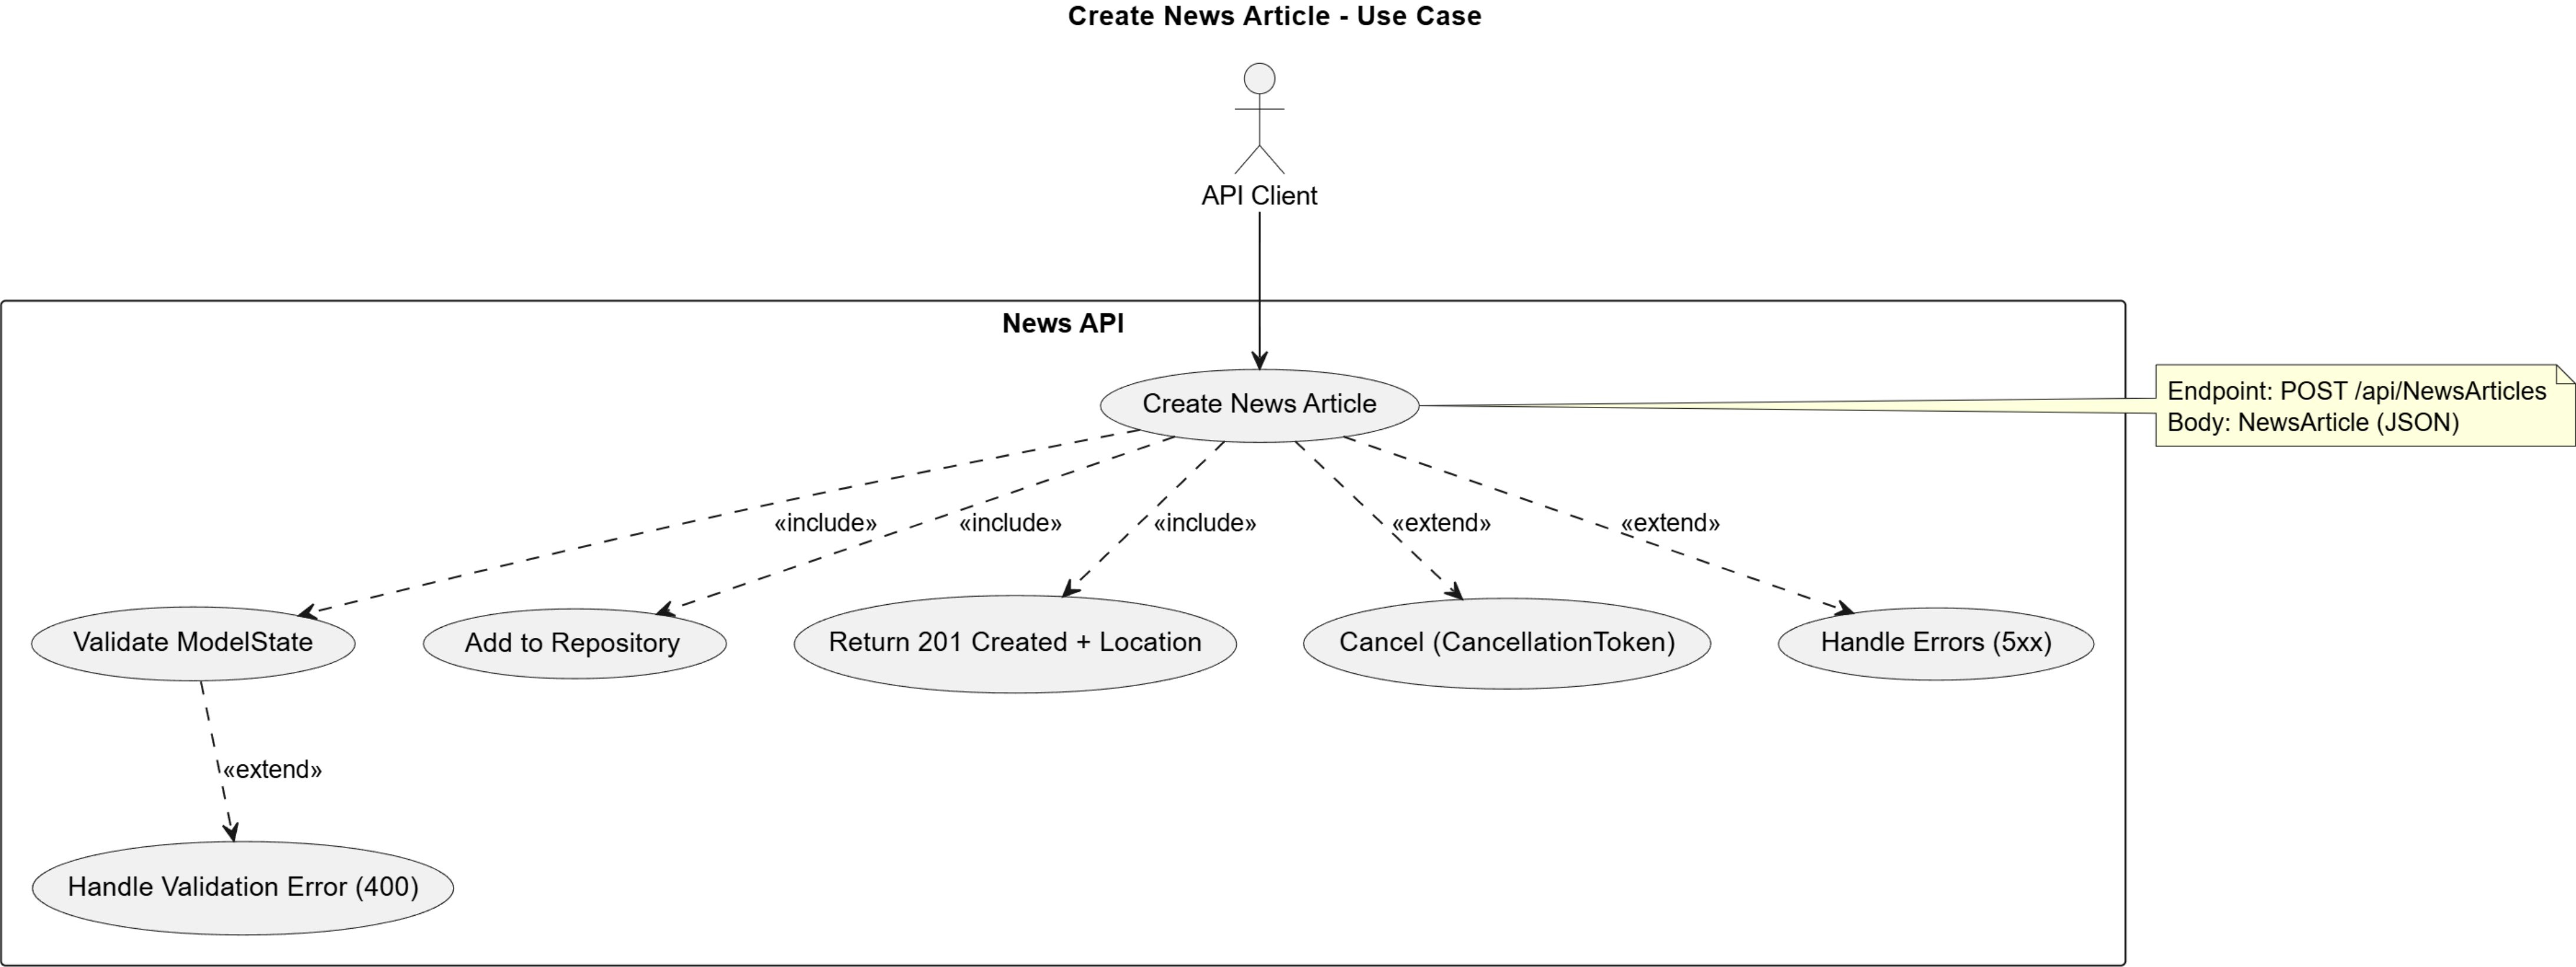 Create News Article - Use Case
API Client
News API
Create News Article
Endpoint: POST /api/NewsArticles
Body: NewsArticle (JSON)
«include»
«include»
«include»
«extend»
«extend»
Validate ModelState
Add to Repository
Return 201 Created + Location
Cancel (CancellationToken)
Handle Errors (5xx)
«extend»
Handle Validation Error (400)